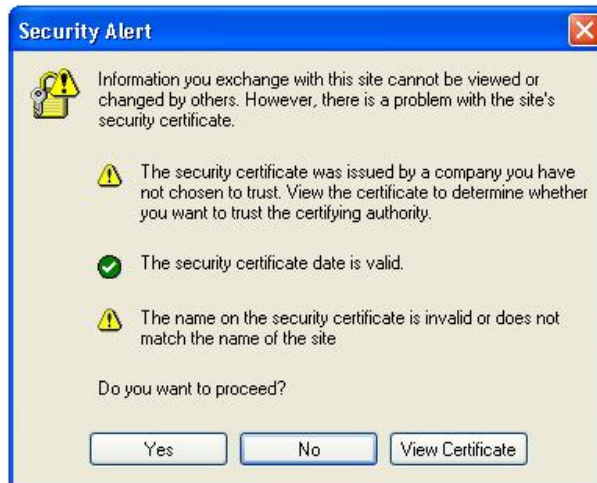 Security Alert
Information you exchange with this site cannot be viewed or
changed by others. However, there is a problem with the site's
security certificate.
The security certificate was issued by a company you have
not chosen to trust. View the certificate to determine whether
you want to trust the certifying authority.
The security certificate date is valid.
The name on the security certificate is invalid or does not
match the name of the site
Do you want to proceed?
Yes No View Certificate